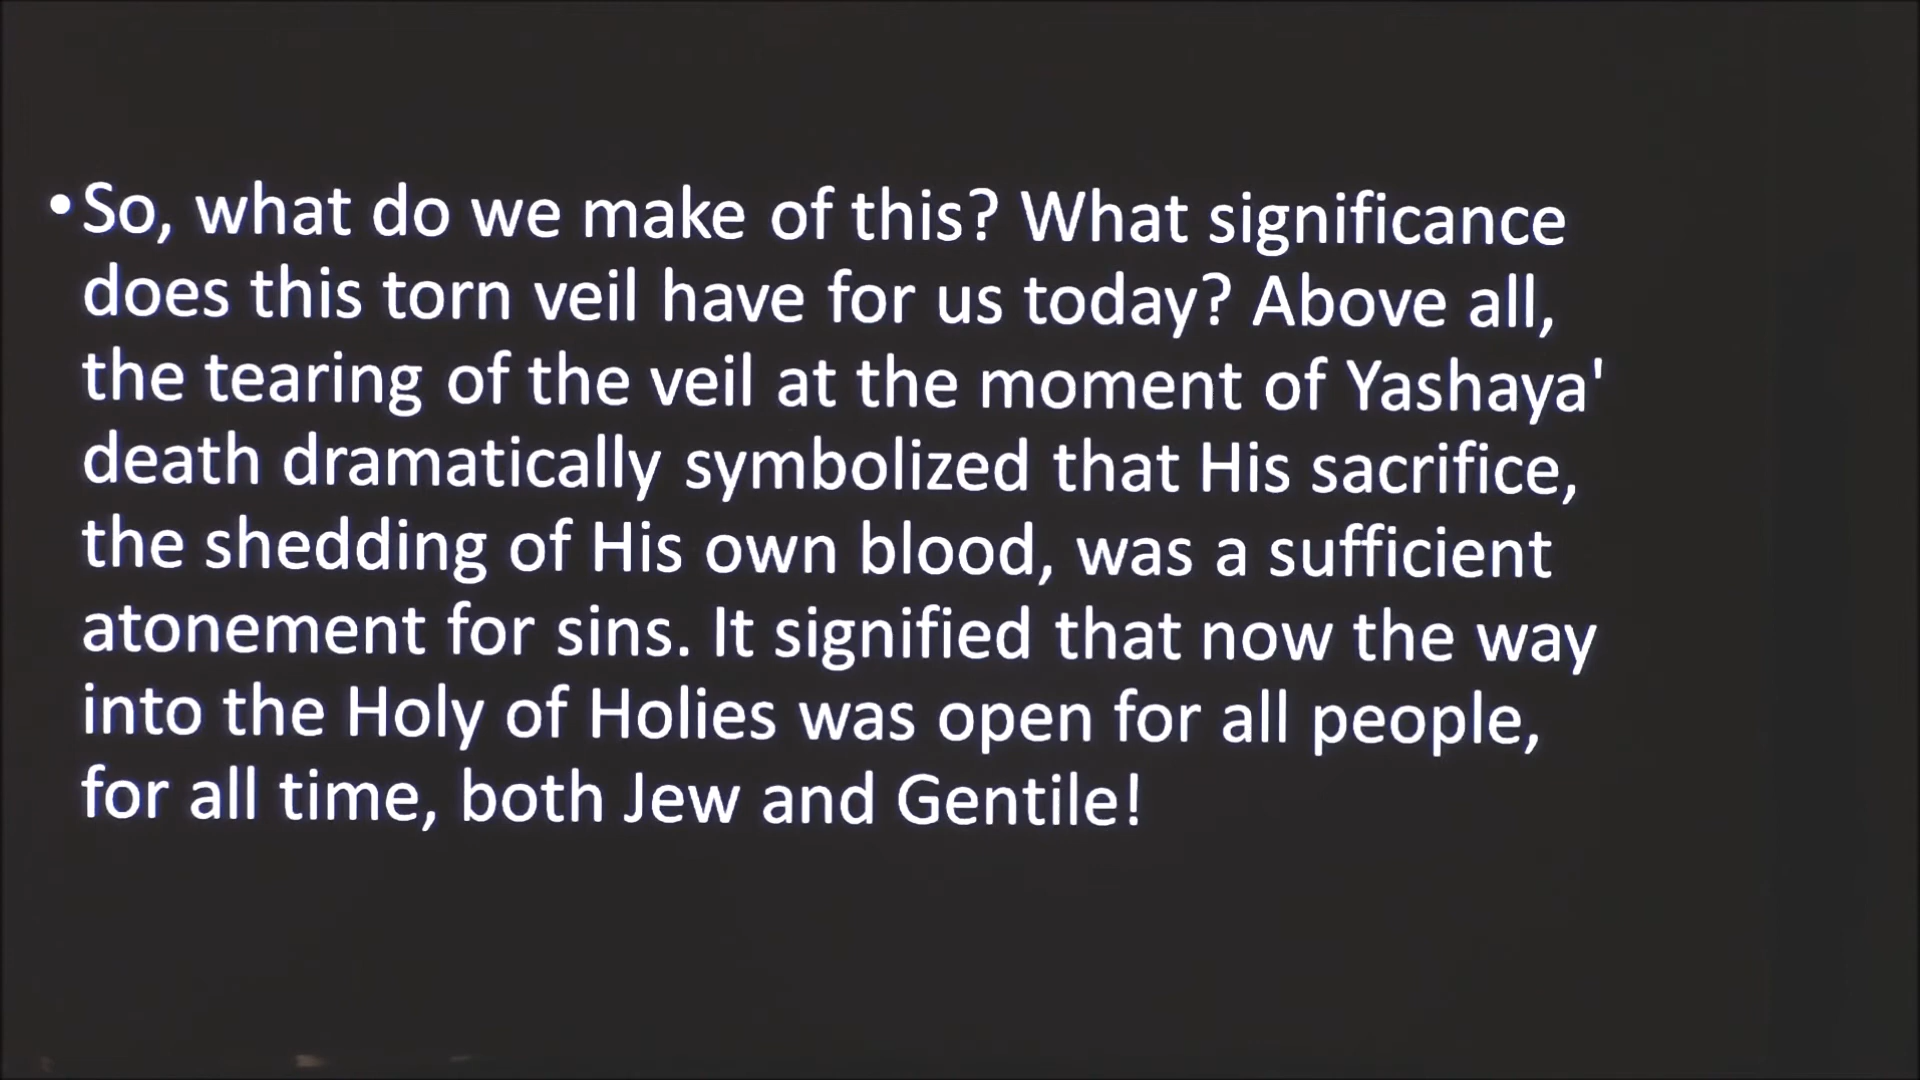 •So, what do we make of this? What significance
does this torn veil have for us today? Above all,
the tearing of the veil at the moment of Yashaya'
death dramatically symbolized that His sacrifice,
the shedding of His own blood, was a sufficient
atonement for sins. It signified that now the way
into the Holy of Holies was open for all people,
for all time, both Jew and Gentile!